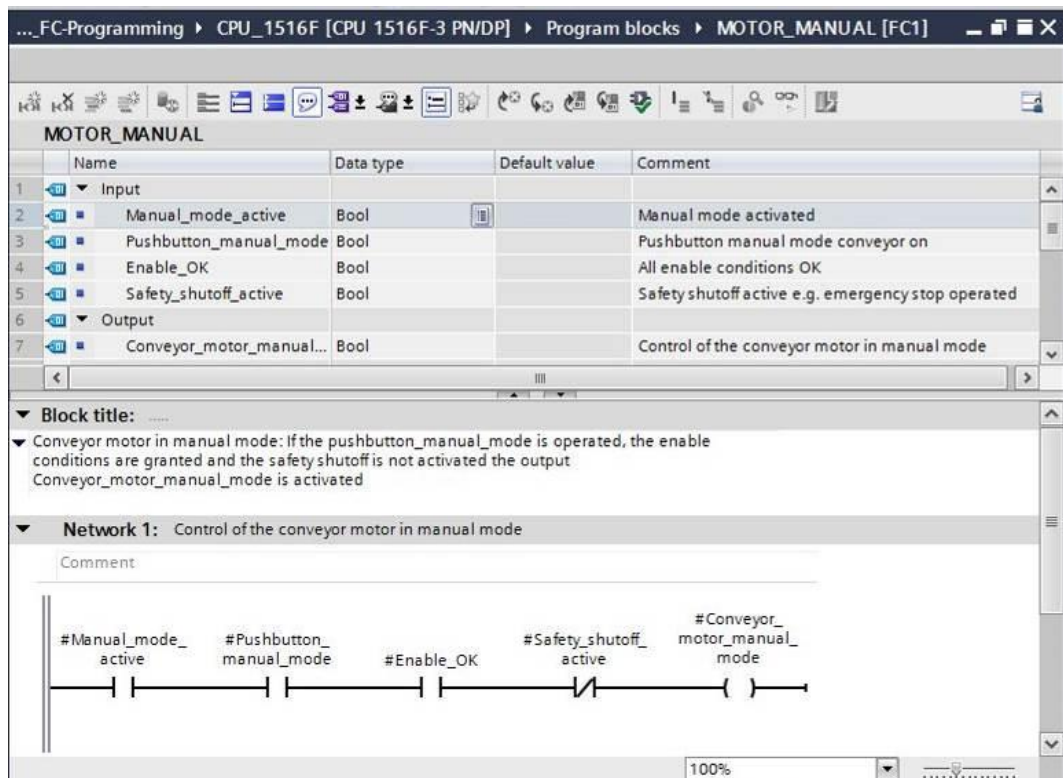 ..._FC-Programming ▸ CPU_1516F [CPU 1516F-3 PN/DP] ▸ Program blocks ▸ MOTOR_MANUAL [FC1]
MOTOR_MANUAL
Name Data type Default value Comment
1 Input
2 Manual_mode_active Bool Manual mode activated
3 Pushbutton_manual_mode Bool Pushbutton manual mode conveyor on
4 Enable_OK Bool All enable conditions OK
5 Safety_shutoff_active Bool Safety shutoff active e.g. emergency stop operated
6 Output
7 Conveyor_motor_manual... Bool Control of the conveyor motor in manual mode
Block title: .....
Conveyor motor in manual mode: If the pushbutton_manual_mode is operated, the enable
conditions are granted and the safety shutoff is not activated the output
Conveyor_motor_manual_mode is activated
Network 1: Control of the conveyor motor in manual mode
Comment
#Manual_mode_
active
#Pushbutton_
manual_mode
#Enable_OK
#Safety_shutoff_
active
#Conveyor_
motor_manual_
mode
100%